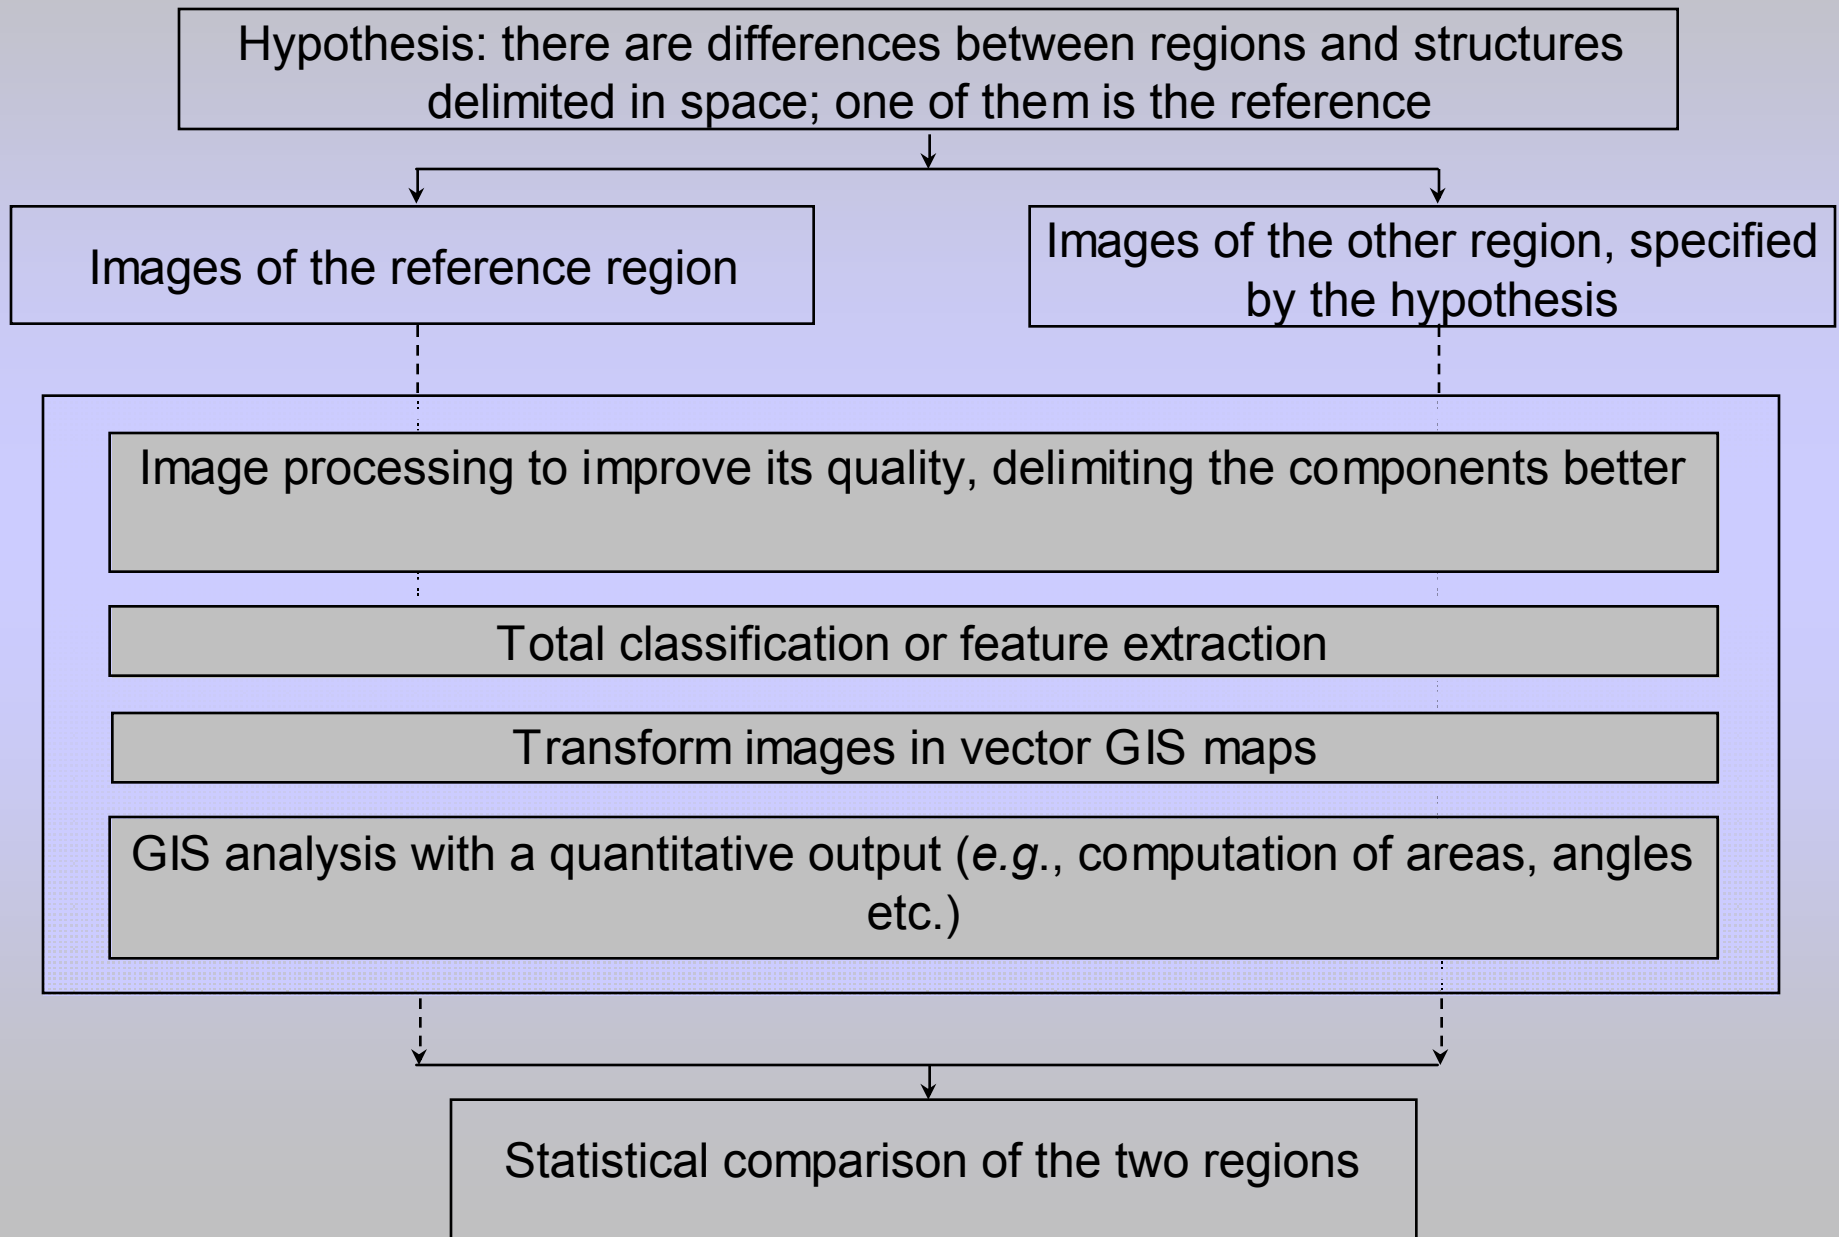 Hypothesis: there are differences between regions and structures
delimited in space; one of them is the reference
Images of the reference region
Images of the other region, specified
by the hypothesis
Image processing to improve its quality, delimiting the components better
Total classification or feature extraction
Transform images in vector GIS maps
GIS analysis with a quantitative output (e.g., computation of areas, angles
etc.)
Statistical comparison of the two regions